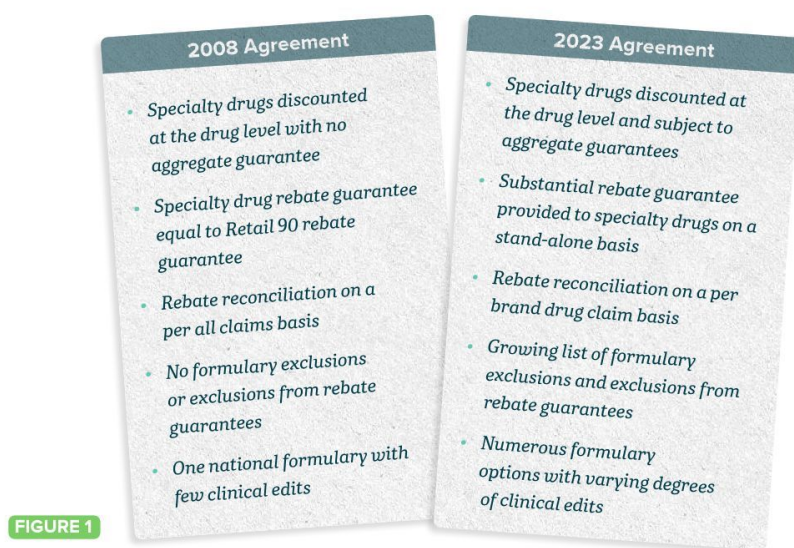 2008 Agreement
• Specialty drugs discounted
at the drug level with no
aggregate guarantee
• Specialty drug rebate guarantee
equal to Retail 90 rebate
guarantee
• Rebate reconciliation on a
per all claims basis
• No formulary exclusions
or exclusions from rebate
guarantees
• One national formulary with
few clinical edits
2023 Agreement
• Specialty drugs discounted at
the drug level and subject to
aggregate guarantees
• Substantial rebate guarantee
provided to specialty drugs on a
stand-alone basis
• Rebate reconciliation on a per
brand drug claim basis
• Growing list of formulary
exclusions and exclusions from
rebate guarantees
• Numerous formulary
options with varying degrees
of clinical edits
FIGURE 1